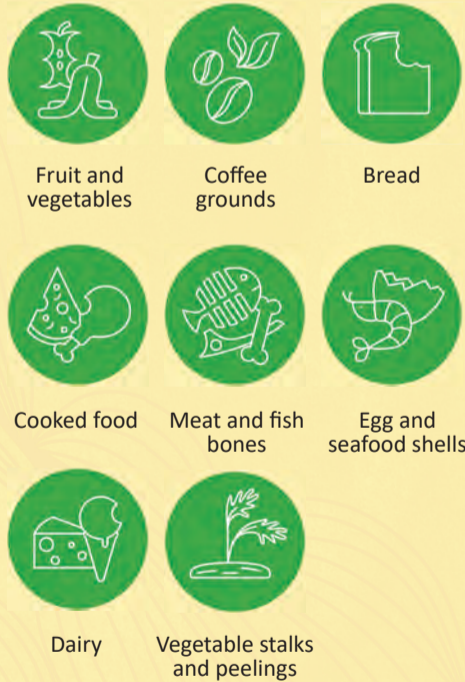 Fruit and
vegetables
Coffee
grounds
Bread
Cooked food
Meat and fish
bones
Egg and
seafood shells
Dairy
Vegetable stalks
and peelings